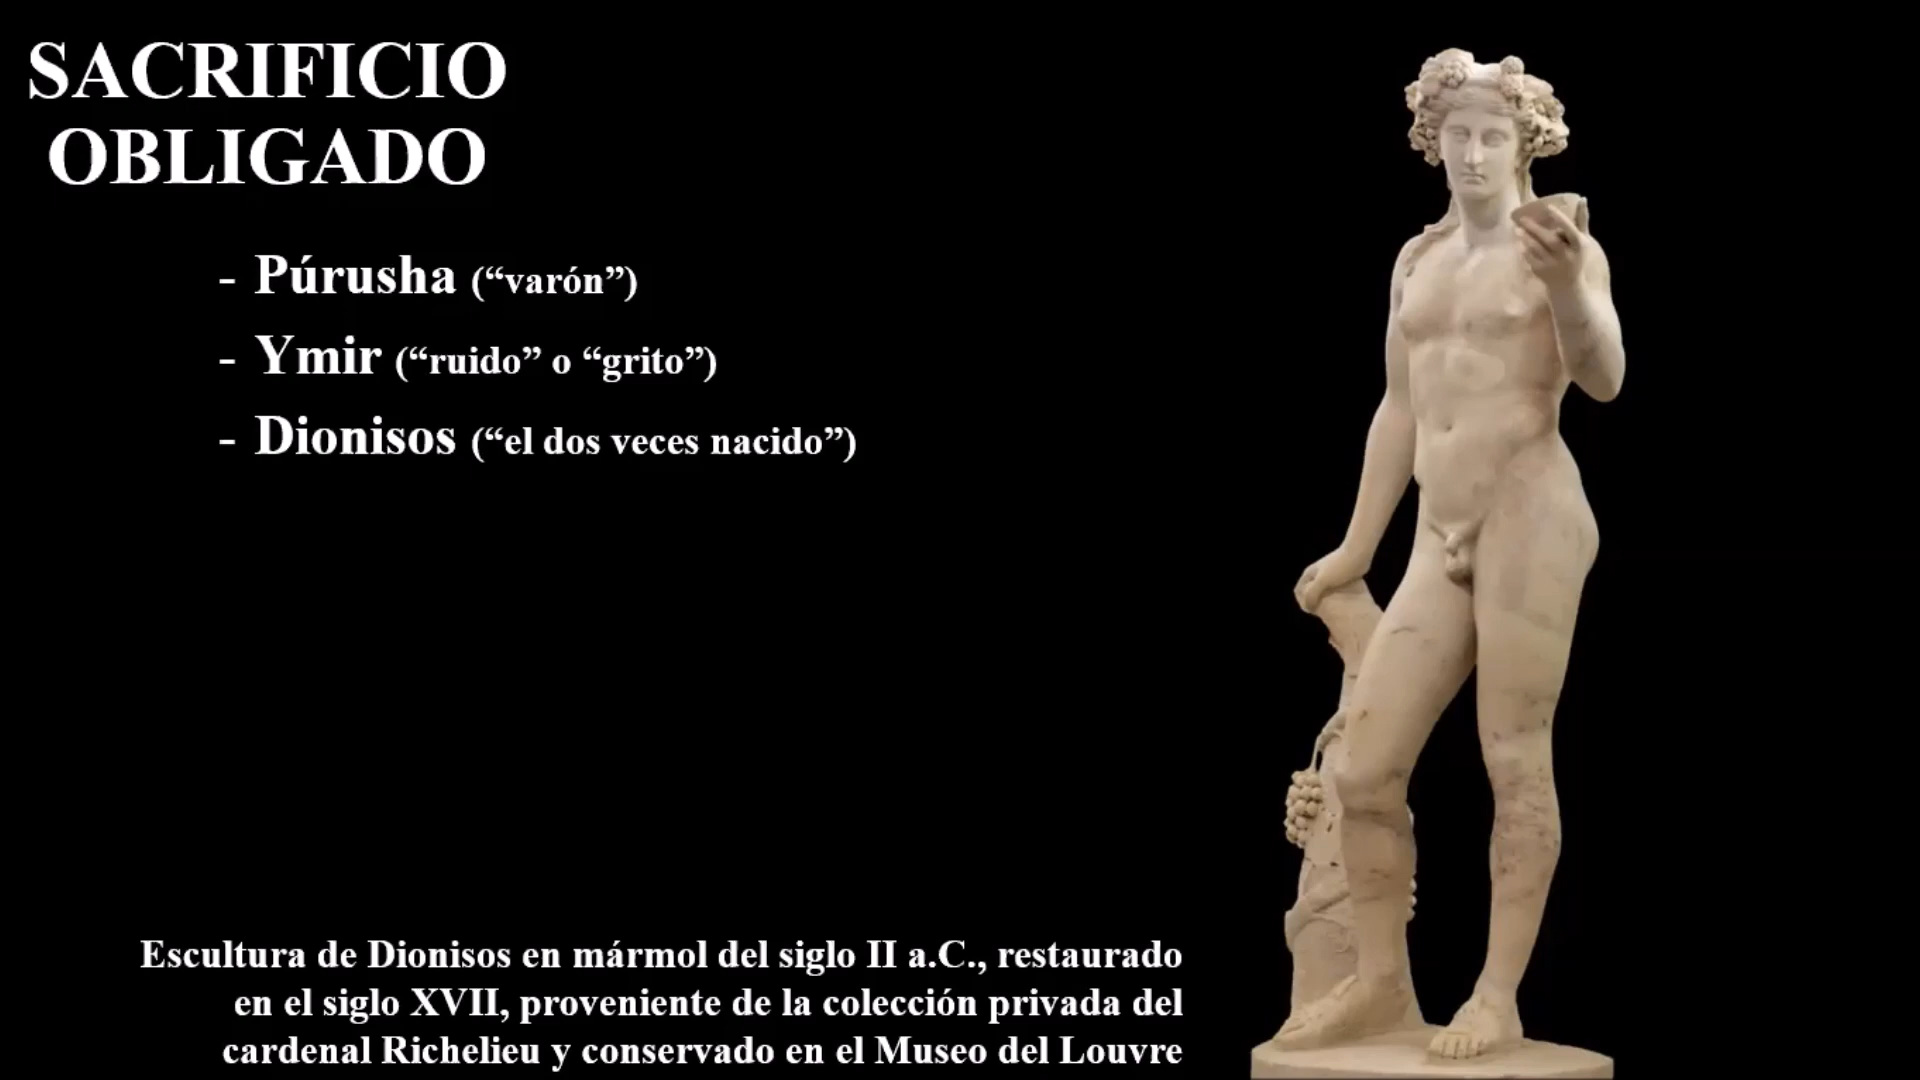 SACRIFICIO
OBLIGADO
- Púrusha (“varón”)
- Ymir (“ruido” o “grito”)
- Dionisos (“el dos veces nacido”)
Escultura de Dionisos en mármol del siglo II a.C., restaurado
en el siglo XVII, proveniente de la colección privada del
cardenal Richelieu y conservado en el Museo del Louvre